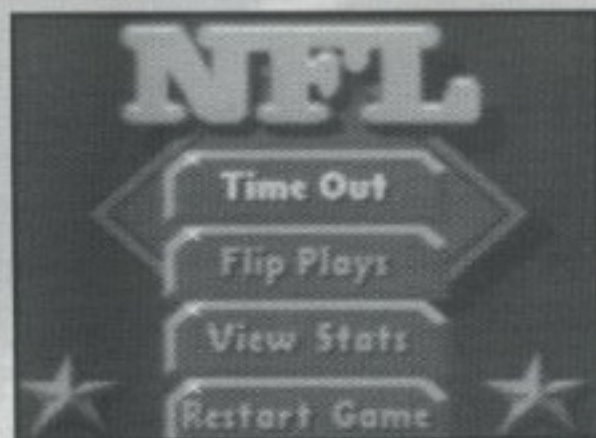 NFL
Time Out
Flip Plays
View Stats
Restart Game